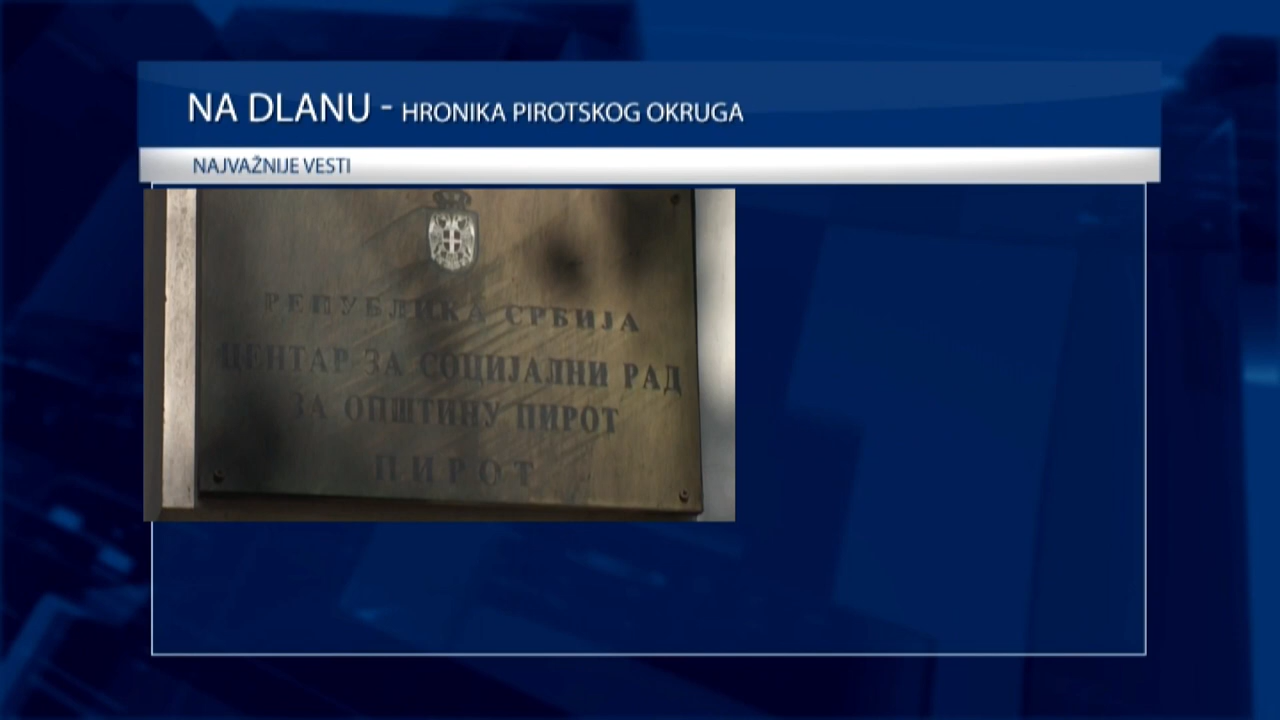 NA DLANU - HRONIKA PIROTSKOG OKRUGA
NAJVAŽNIJE VESTI
РЕПУБЛИКА СРБИЈА
ЦЕНТАР ЗА СОЦИЈАЛНИ РАД
ЗА ОПШТИНУ ПИРОТ
ПИРОТ